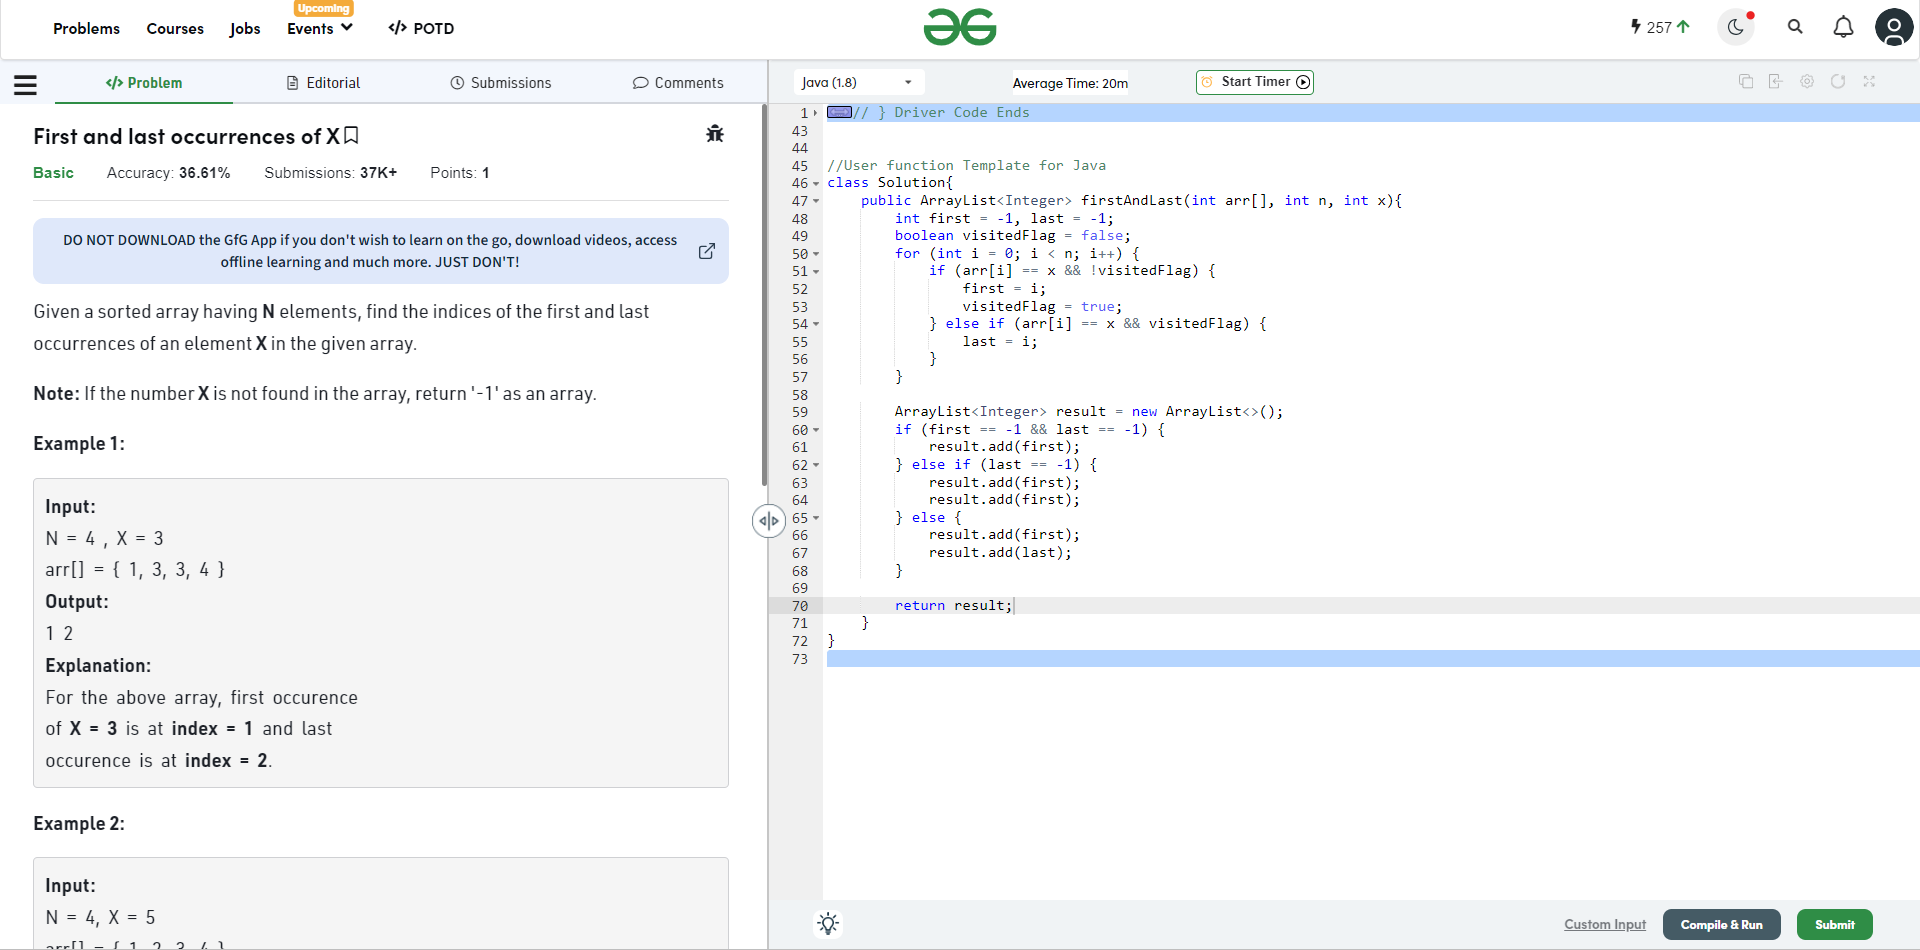 Problems
Courses
Jobs
Upcoming
Events
</> POTD
257
</> Problem
Editorial
Submissions
Comments
First and last occurrences of X
Basic
Accuracy: 36.61%
Submissions: 37K+
Points: 1
DO NOT DOWNLOAD the GfG App if you don't wish to learn on the go, download videos, access
offline learning and much more. JUST DON'T!
Given a sorted array having N elements, find the indices of the first and last
occurrences of an element X in the given array.
Note: If the number X is not found in the array, return '-1' as an array.
Example 1:
Input:
N = 4 , X = 3
arr[] = { 1, 3, 3, 4 }
Output:
1 2
Explanation:
For the above array, first occurence
of X = 3 is at index = 1 and last
occurence is at index = 2.
Example 2:
Input:
N = 4, X = 5
arr[] = { 1, 2, 3, 4 }
Java (1.8)
Average Time: 20m
Start Timer
1 // } Driver Code Ends
43
44
45 //User function Template for Java
46 class Solution{
47 public ArrayList<Integer> firstAndLast(int arr[], int n, int x){
48 int first = -1, last = -1;
49 boolean visitedFlag = false;
50 for (int i = 0; i < n; i++) {
51 if (arr[i] == x && !visitedFlag) {
52 first = i;
53 visitedFlag = true;
54 } else if (arr[i] == x && visitedFlag) {
55 last = i;
56 }
57 }
58
59 ArrayList<Integer> result = new ArrayList<>();
60 if (first == -1 && last == -1) {
61 result.add(first);
62 } else if (last == -1) {
63 result.add(first);
64 result.add(first);
65 } else {
66 result.add(first);
67 result.add(last);
68 }
69
70 return result;
71 }
72 }
73
Custom Input
Compile & Run
Submit